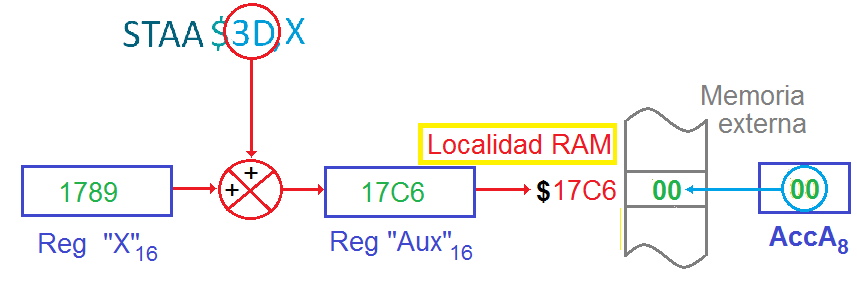 STAA $3D,X
Memoria
externa
Localidad RAM
1789
+
+
17C6
$17C6
00
00
Reg "X"16
Reg "Aux"16
AccA8